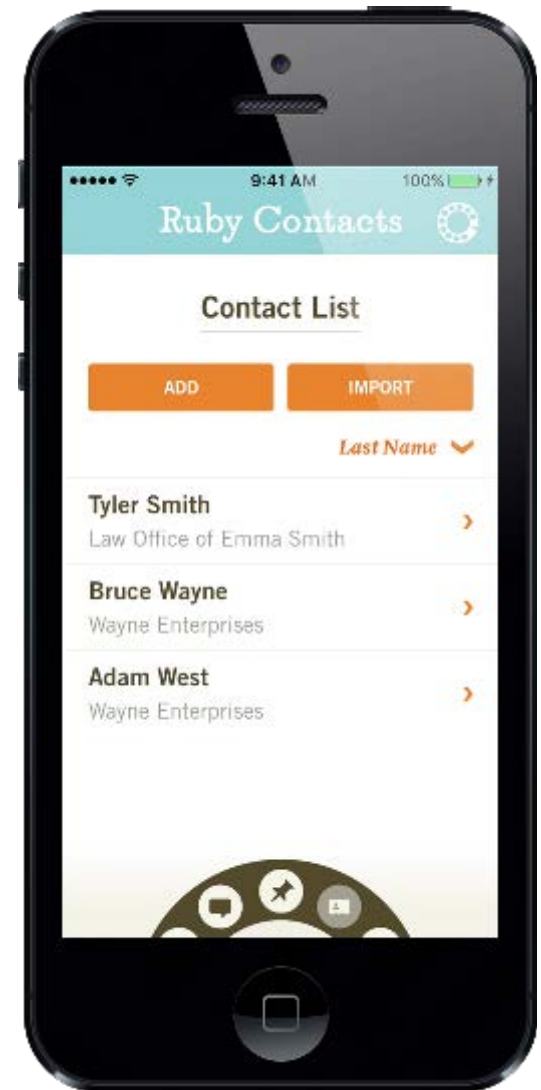 9:41 AM 100%
Ruby Contacts
Contact List
ADD IMPORT
Last Name
Tyler Smith
Law Office of Emma Smith
Bruce Wayne
Wayne Enterprises
Adam West
Wayne Enterprises